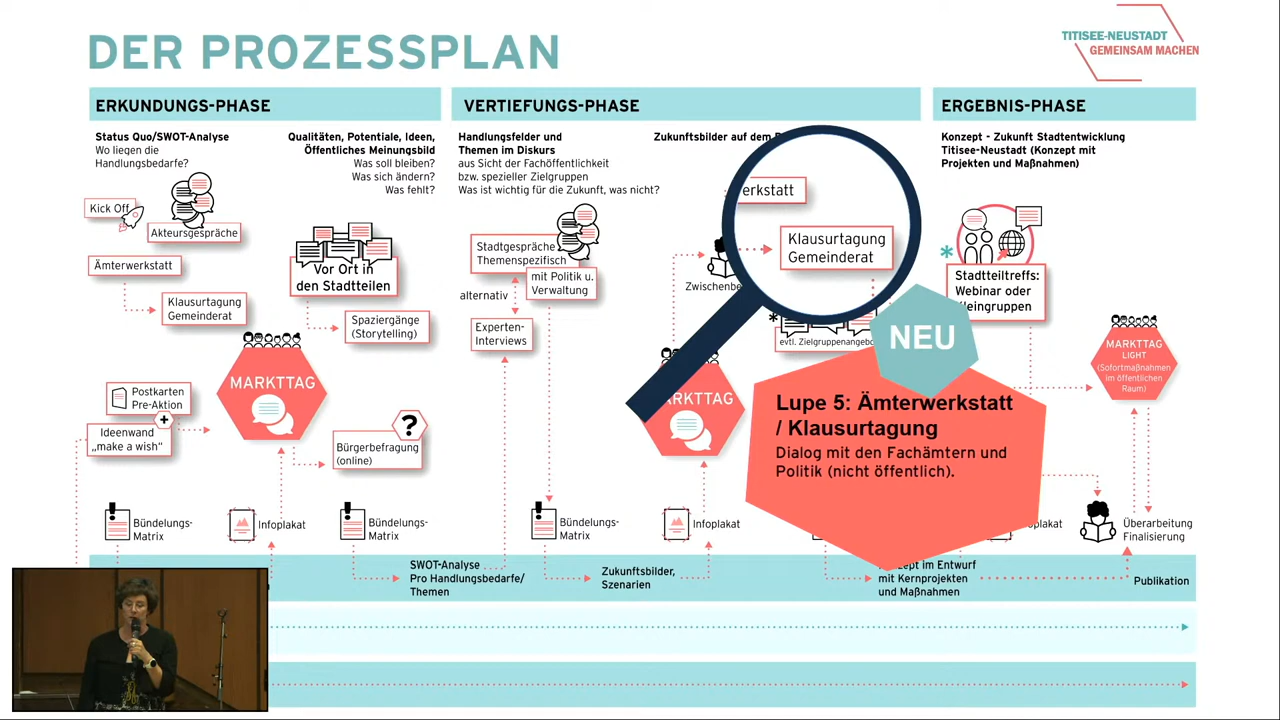 DER PROZESSPLAN
TITISEE-NEUSTADT
GEMEINSAM MACHEN
ERKUNDUNGS-PHASE
Status Quo/SWOT-Analyse
Wo liegen die
Handlungsbedarfe?
Qualitäten, Potentiale, Ideen,
Öffentliches Meinungsbild
Was soll bleiben?
Was sich ändern?
Was fehlt?
Kick Off
Akteursgespräche
Ämterwerkstatt
Klausurtagung
Gemeinderat
Vor Ort in
den Stadtteilen
Spaziergänge
(Storytelling)
MARKTTAG
Postkarten
Pre-Aktion
+
Ideenwand
„make a wish“
?
Bürgerbefragung
(online)
Bündelungs-
Matrix
Infoplakat
Bündelungs-
Matrix
SWOT-Analyse
Pro Handlungsbedarfe/
Themen
VERTIEFUNGS-PHASE
Handlungsfelder und
Themen im Diskurs
aus Sicht der Fachöffentlichkeit
bzw. spezieller Zielgruppen
Was ist wichtig für die Zukunft, was nicht?
Zukunftsbilder auf dem
Stadtgespräche
Themenspezifisch
mit Politik u.
Verwaltung
alternativ
Experten-
Interviews
Zwischenbe
erkstatt
Klausurtagung
Gemeinderat
*
evtl. Zielgruppenangebo
RKTTAG
NEU
Lupe 5: Ämterwerkstatt
/ Klausurtagung
Dialog mit den Fachämtern und
Politik (nicht öffentlich).
Bündelungs-
Matrix
Infoplakat
Zukunftsbilder,
Szenarien
ERGEBNIS-PHASE
Konzept - Zukunft Stadtentwicklung
Titisee-Neustadt (Konzept mit
Projekten und Maßnahmen)
*
Stadtteiltreffs:
Webinar oder
leingruppen
MARKTTAG
LIGHT
(Sofortmaßnahmen
im öffentlichen
Raum)
plakat
Überarbeitung
Finalisierung
nzept im Entwurf
mit Kernprojekten
und Maßnahmen
Publikation